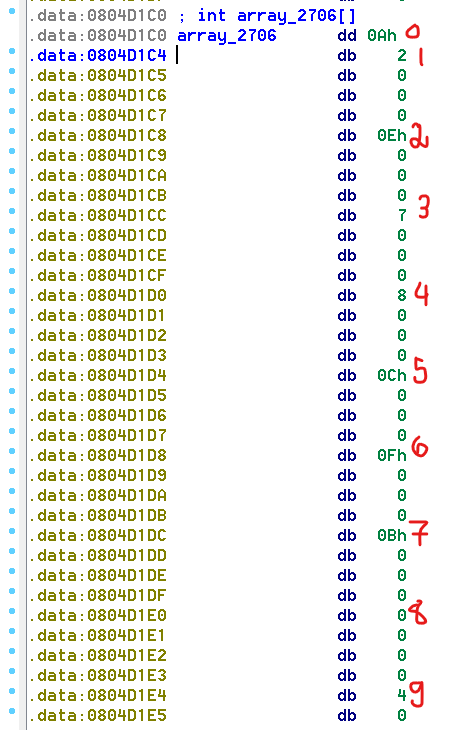 .data:0804D1C0 ; int array_2706[]
.data:0804D1C0 array_2706 dd 0Ah 0
.data:0804D1C4 db 2 1
.data:0804D1C5 db 0
.data:0804D1C6 db 0
.data:0804D1C7 db 0
.data:0804D1C8 db 0Eh 2
.data:0804D1C9 db 0
.data:0804D1CA db 0
.data:0804D1CB db 0
.data:0804D1CC db 7 3
.data:0804D1CD db 0
.data:0804D1CE db 0
.data:0804D1CF db 0
.data:0804D1D0 db 8 4
.data:0804D1D1 db 0
.data:0804D1D2 db 0
.data:0804D1D3 db 0
.data:0804D1D4 db 0Ch 5
.data:0804D1D5 db 0
.data:0804D1D6 db 0
.data:0804D1D7 db 0
.data:0804D1D8 db 0Fh 6
.data:0804D1D9 db 0
.data:0804D1DA db 0
.data:0804D1DB db 0
.data:0804D1DC db 0Bh 7
.data:0804D1DD db 0
.data:0804D1DE db 0
.data:0804D1DF db 0
.data:0804D1E0 db 0 8
.data:0804D1E1 db 0
.data:0804D1E2 db 0
.data:0804D1E3 db 0
.data:0804D1E4 db 4 9
.data:0804D1E5 db 0